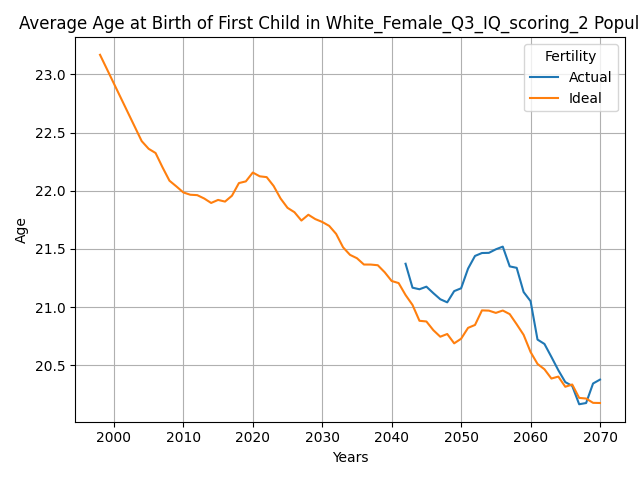 Average Age at Birth of First Child in White_Female_Q3_IQ_scoring_2 Popul
Fertility
Actual
Ideal
23.0
22.5
22.0
21.5
21.0
20.5
Age
2000 2010 2020 2030 2040 2050 2060 2070
Years